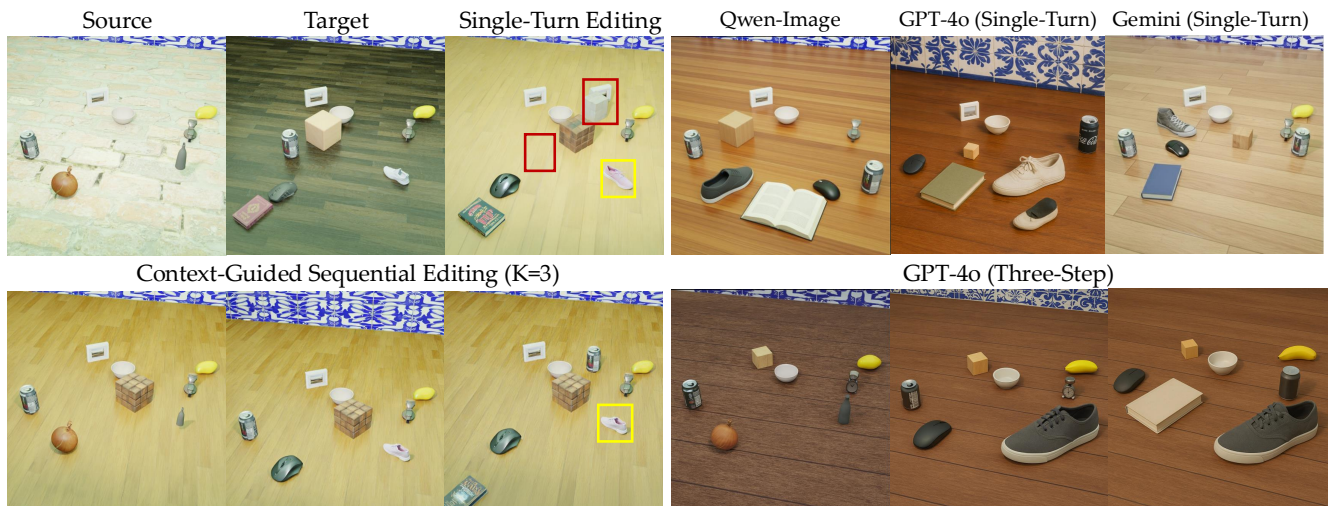 Source
Target
Single-Turn Editing
Qwen-Image
GPT-4o (Single-Turn)
Gemini (Single-Turn)
Context-Guided Sequential Editing (K=3)
GPT-4o (Three-Step)